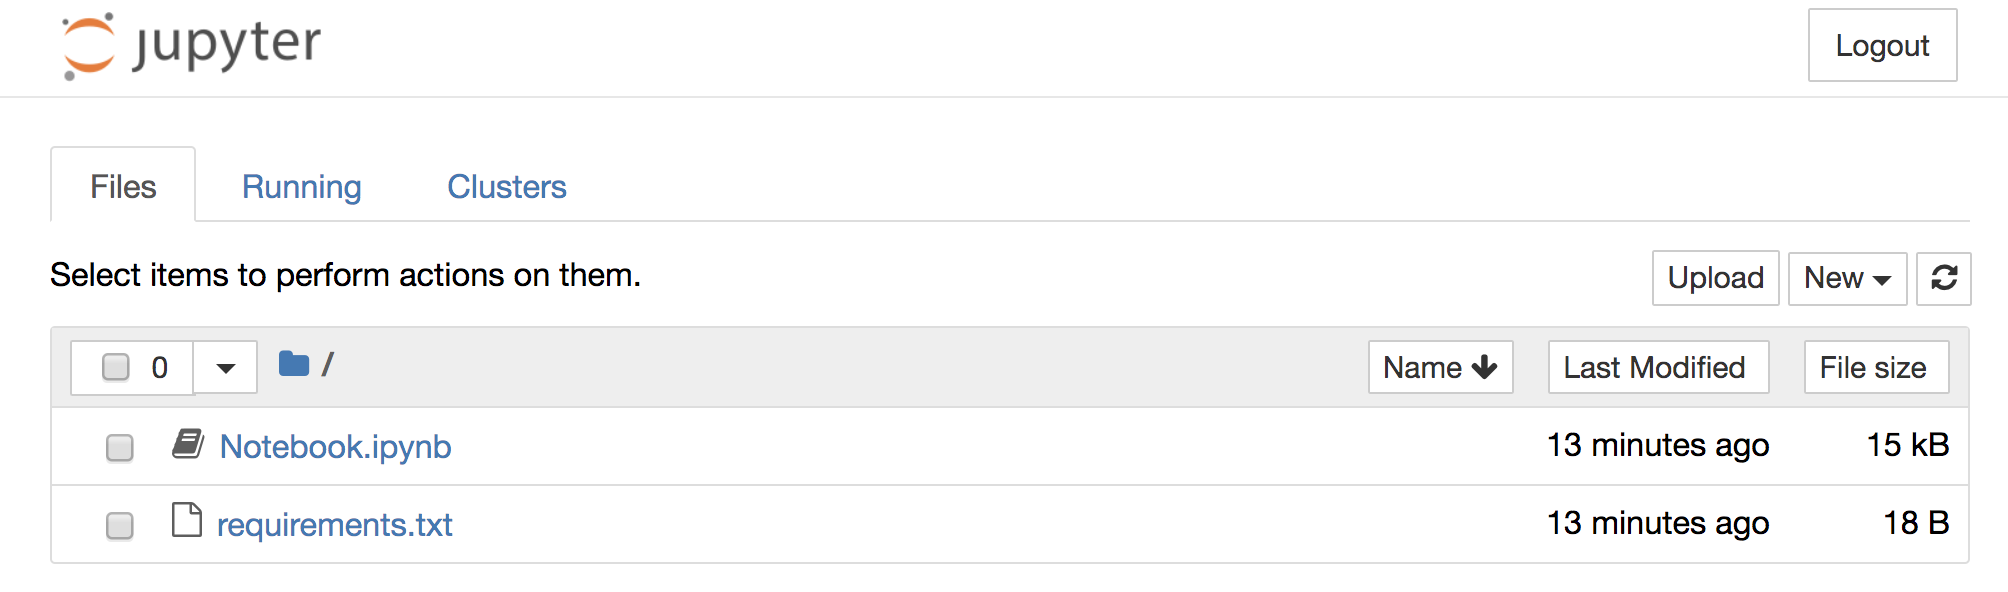 jupyter
Logout
Files Running Clusters
Select items to perform actions on them.
Upload New
0 / Name Last Modified File size
Notebook.ipynb 13 minutes ago 15 kB
requirements.txt 13 minutes ago 18 B